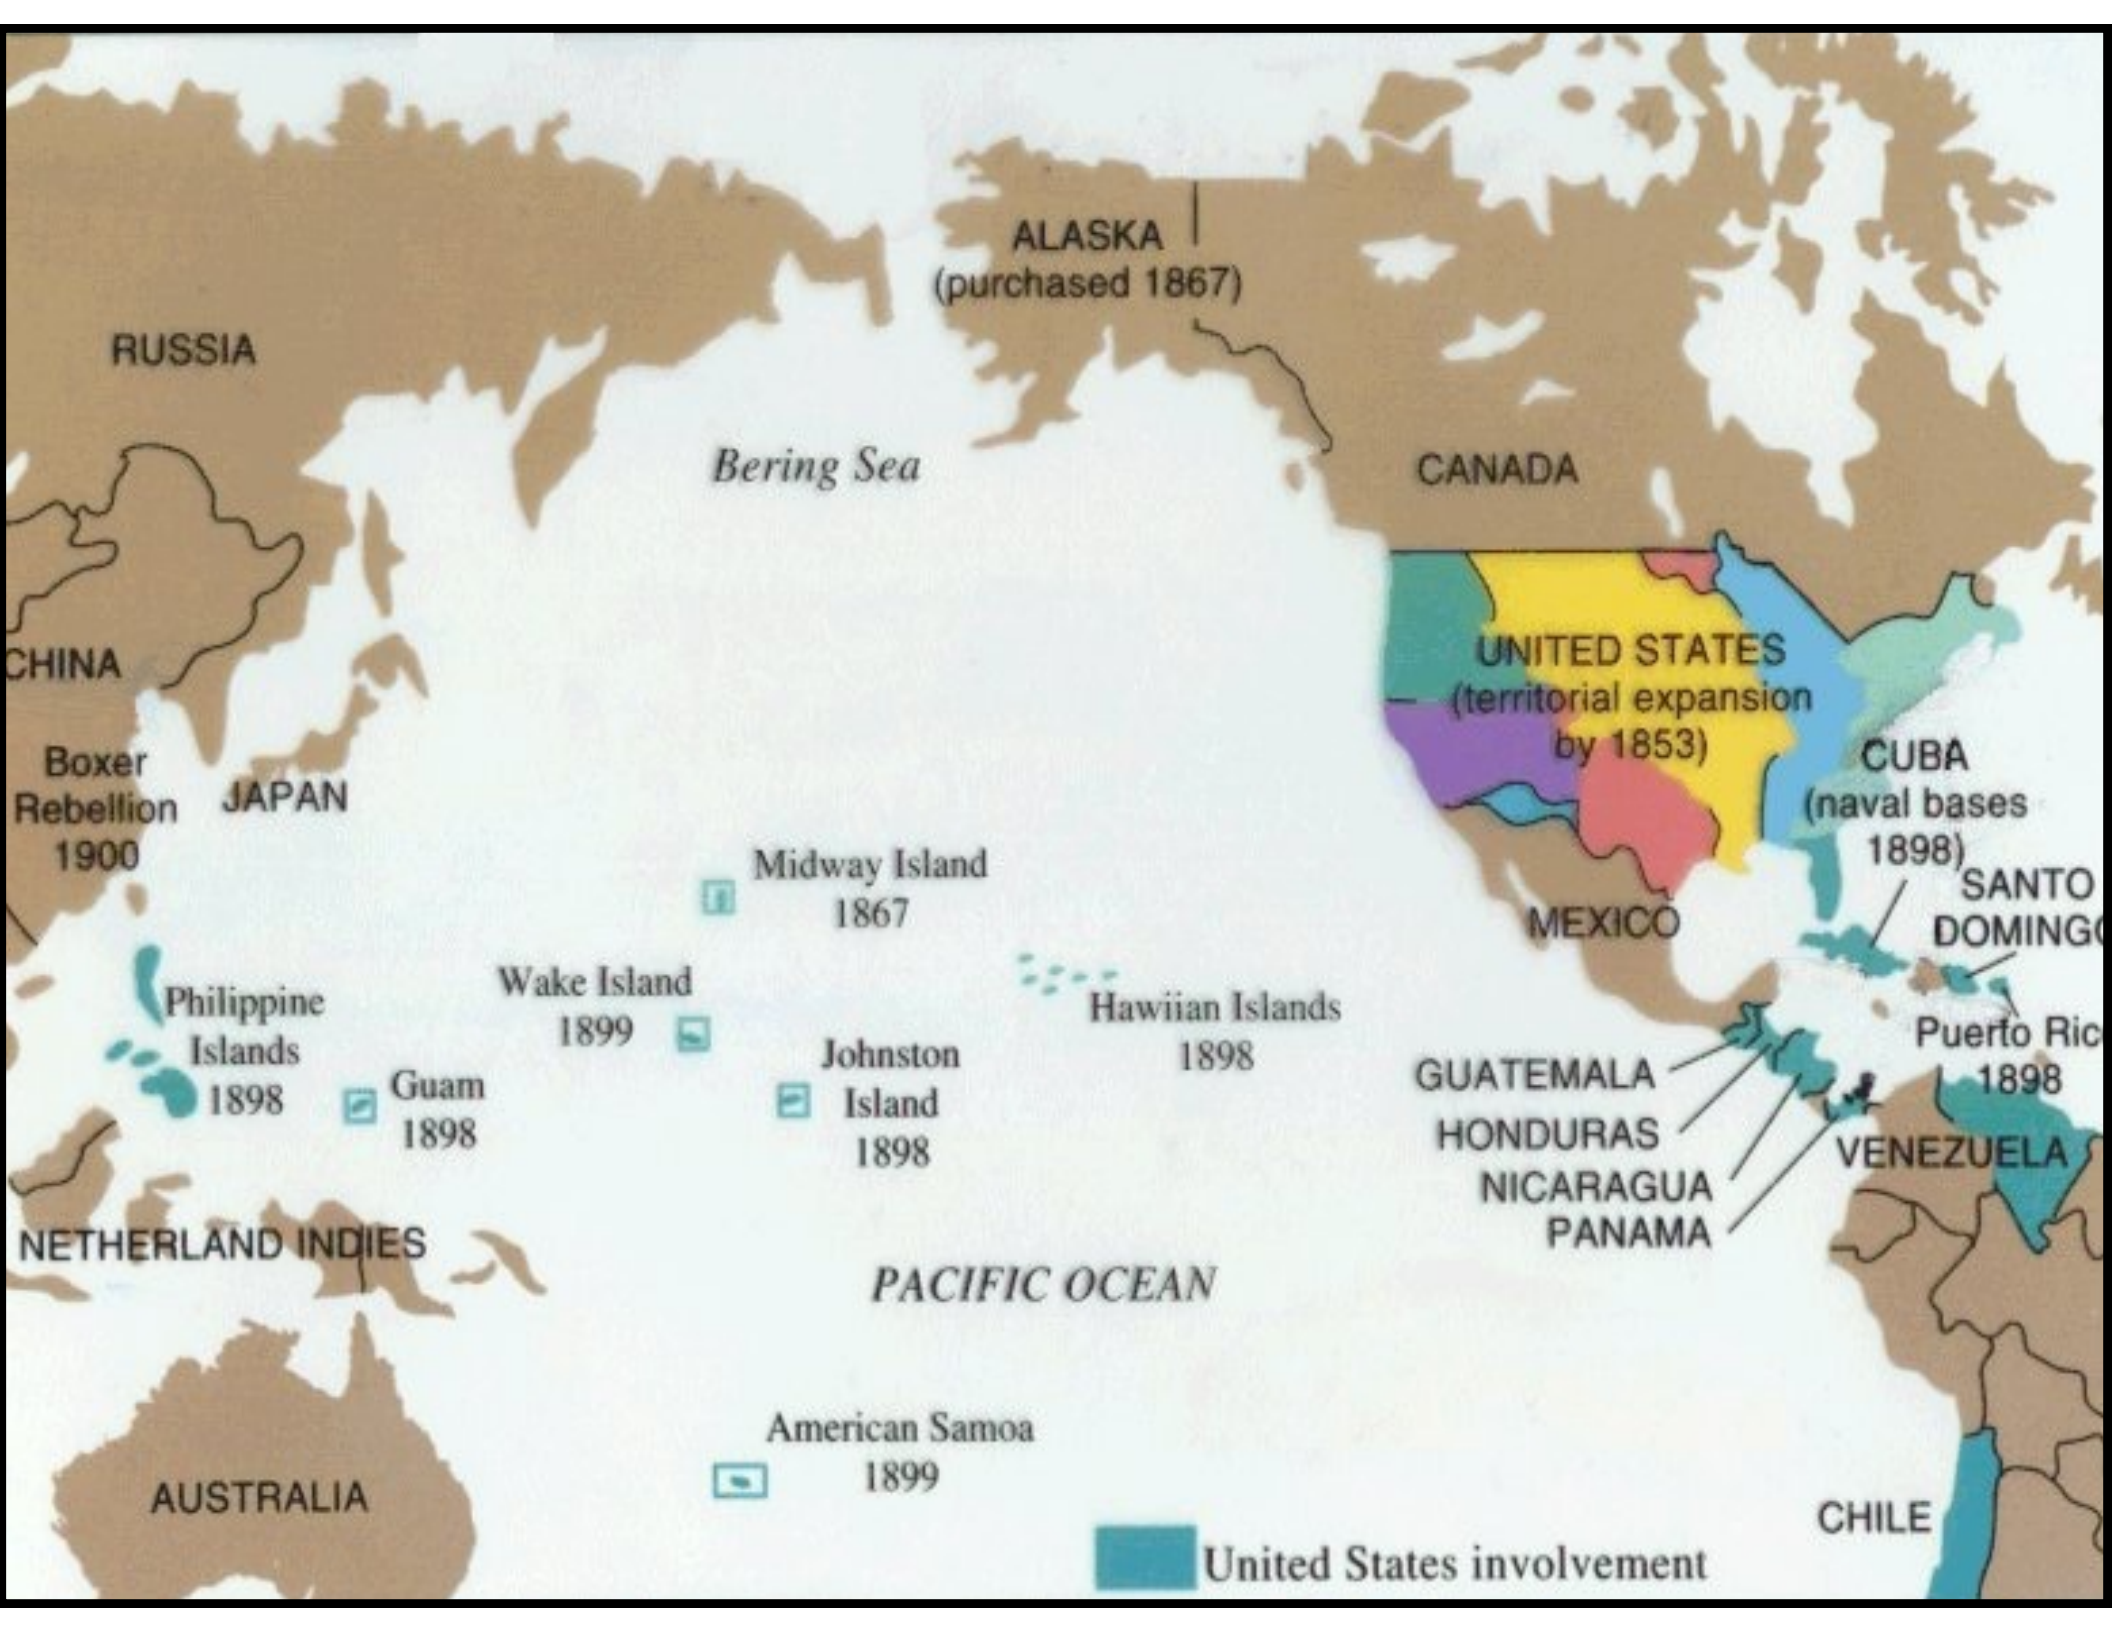 ALASKA
(purchased 1867)
RUSSIA
Bering Sea
CANADA
UNITED STATES
(territorial expansion
by 1853)
CHINA
Boxer
Rebellion
1900
JAPAN
CUBA
(naval bases
1898)
SANTO
DOMINGO
Midway Island
1867
MEXICO
Wake Island
1899
Philippine
Islands
1898
Hawiian Islands
1898
Puerto Ric
1898
Johnston
Island
1898
Guam
1898
GUATEMALA
HONDURAS
NICARAGUA
PANAMA
VENEZUELA
NETHERLAND INDIES
PACIFIC OCEAN
American Samoa
1899
AUSTRALIA
CHILE
United States involvement